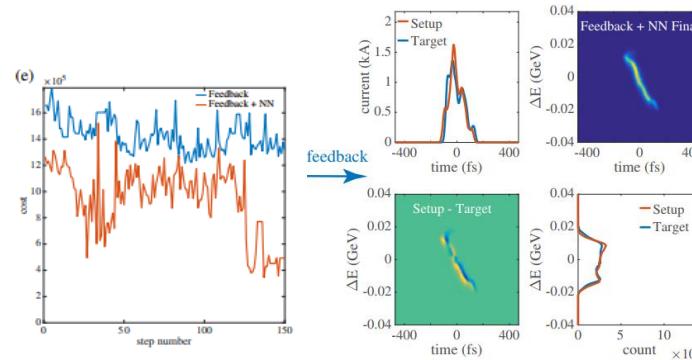 (e)
×10⁵
Feedback
Feedback + NN
16
14
12
10
8
6
4
2
0
cost
0
50
100
150
step number
feedback
Setup
Target
current (kA)
2
1.5
1
0.5
0
-400
0
400
time (fs)
Feedback + NN Fina
ΔE (GeV)
0.04
0.02
0
-0.02
-0.04
-400
0
400
time (fs)
Setup - Target
ΔE (GeV)
0.04
0.02
0
-0.02
-0.04
-400
0
400
time (fs)
Setup
Target
ΔE (GeV)
0.04
0.02
0
-0.02
-0.04
0
5
10
count
×10